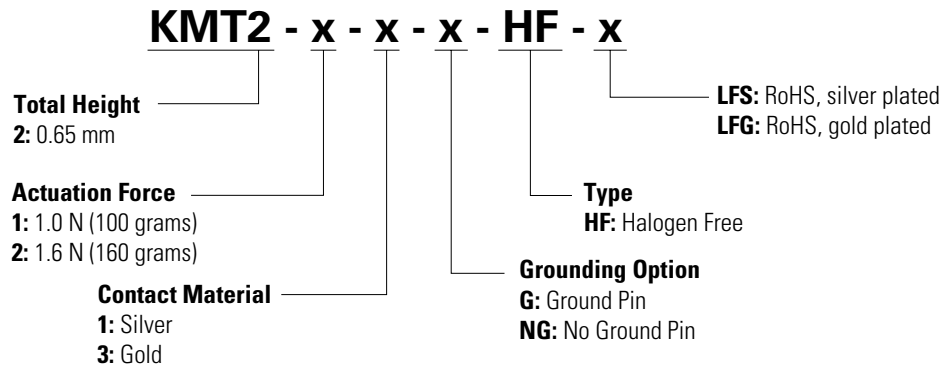 KMT2 - x - x - x - HF - x
Total Height
2: 0.65 mm
Actuation Force
1: 1.0 N (100 grams)
2: 1.6 N (160 grams)
Contact Material
1: Silver
3: Gold
LFS: RoHS, silver plated
LFG: RoHS, gold plated
Type
HF: Halogen Free
Grounding Option
G: Ground Pin
NG: No Ground Pin